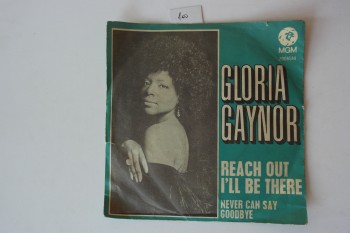 MGM
GLORIA
GAYNOR
REACH OUT
I'LL BE THERE
NEVER CAN SAY
GOODBYE